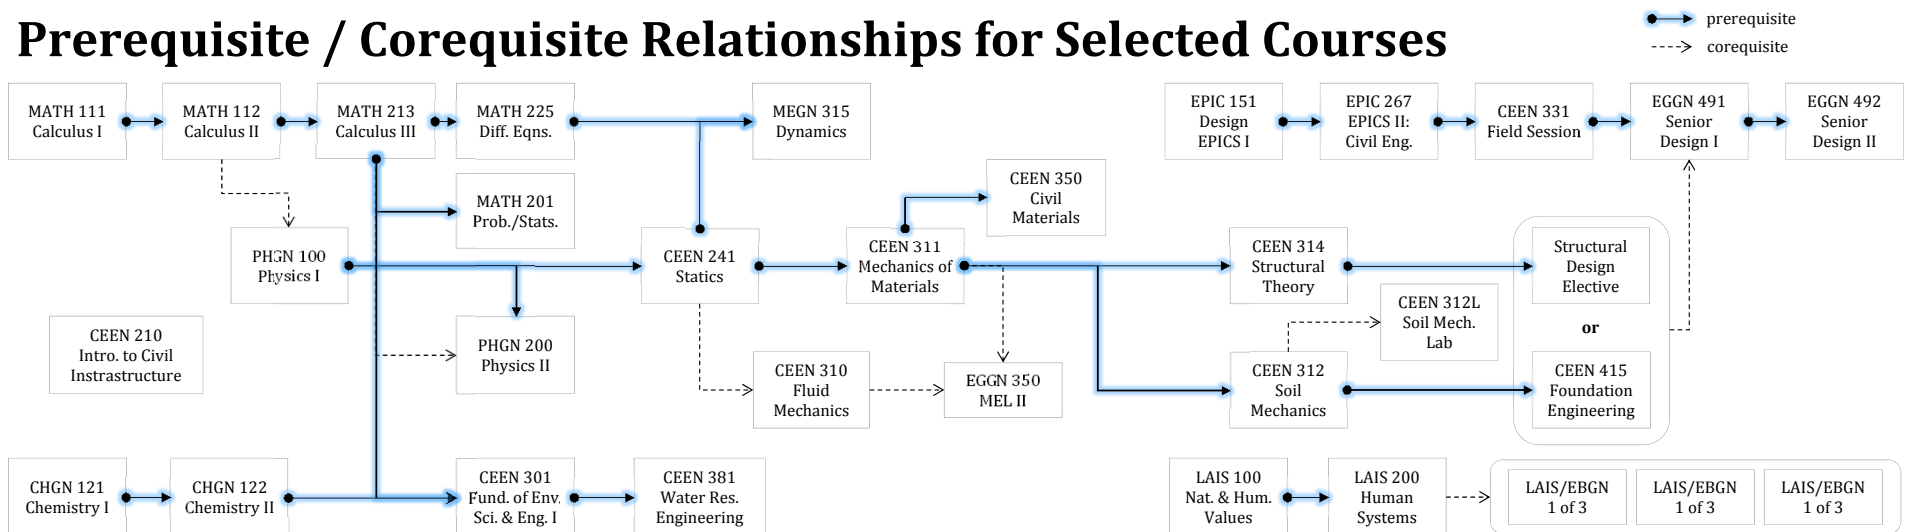 Prerequisite / Corequisite Relationships for Selected Courses
prerequisite
corequisite
MATH 111
Calculus I
MATH 112
Calculus II
MATH 213
Calculus III
MATH 225
Diff. Eqns.
MEGN 315
Dynamics
EPIC 151
Design
EPICS I
EPIC 267
EPICS II:
Civil Eng.
CEEN 331
Field Session
EGGN 491
Senior
Design I
EGGN 492
Senior
Design II
MATH 201
Prob./Stats.
CEEN 350
Civil
Materials
PHGN 100
Physics I
CEEN 241
Statics
CEEN 311
Mechanics of
Materials
CEEN 314
Structural
Theory
Structural
Design
Elective
CEEN 312L
Soil Mech.
Lab
or
CEEN 210
Intro. to Civil
Instrastructure
PHGN 200
Physics II
CEEN 310
Fluid
Mechanics
EGGN 350
MEL II
CEEN 312
Soil
Mechanics
CEEN 415
Foundation
Engineering
CHGN 121
Chemistry I
CHGN 122
Chemistry II
CEEN 301
Fund. of Env.
Sci. & Eng. I
CEEN 381
Water Res.
Engineering
LAIS 100
Nat. & Hum.
Values
LAIS 200
Human
Systems
LAIS/EBGN
1 of 3
LAIS/EBGN
1 of 3
LAIS/EBGN
1 of 3